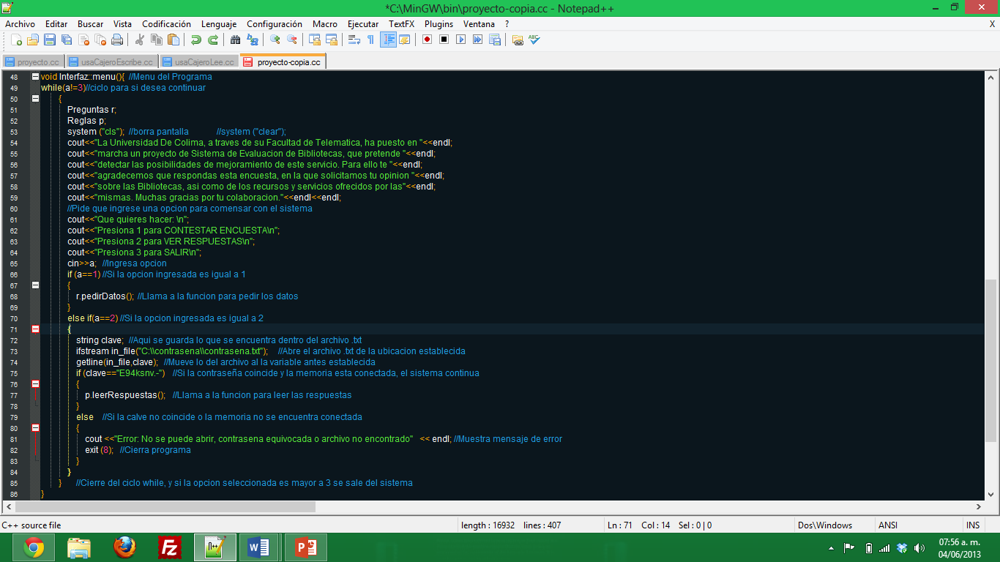 *C:\MinGW\bin\proyecto-copia.cc - Notepad++
Archivo Editar Buscar Vista Codificación Lenguaje Configuración Macro Ejecutar TextFX Plugins Ventana ? X
proyecto.cc usaCajeroEscribe.cc usaCajeroLee.cc proyecto-copia.cc
48 void Interfaz::menu(){ //Menu del Programa
49 while(a!=3)//ciclo para si desea continuar
50 {
51 Preguntas r;
52 Reglas p;
53 system ("cls"); //borra pantalla //system ("clear");
54 cout<<"La Universidad De Colima, a traves de su Facultad de Telematica, ha puesto en "<<endl;
55 cout<<"marcha un proyecto de Sistema de Evaluacion de Bibliotecas, que pretende "<<endl;
56 cout<<"detectar las posibilidades de mejoramiento de este servicio. Para ello te "<<endl;
57 cout<<"agradecemos que respondas esta encuesta, en la que solicitamos tu opinion "<<endl;
58 cout<<"sobre las Bibliotecas, asi como de los recursos y servicios ofrecidos por las"<<endl;
59 cout<<"mismas. Muchas gracias por tu colaboracion."<<endl<<endl;
60 //Pide que ingrese una opcion para comensar con el sistema
61 cout<<"Que quieres hacer: \n";
62 cout<<"Presiona 1 para CONTESTAR ENCUESTA\n";
63 cout<<"Presiona 2 para VER RESPUESTAS\n";
64 cout<<"Presiona 3 para SALIR\n";
65 cin>>a; //Ingresa opcion
66 if (a==1) //Si la opcion ingresada es igual a 1
67 {
68 r.pedirDatos(); //Llama a la funcion para pedir los datos
69 }
70 else if(a==2) //Si la opcion ingresada es igual a 2
71 {
72 string clave; //Aqui se guarda lo que se encuentra dentro del archivo .txt
73 ifstream in_file("C:\\contrasena\\contrasena.txt"); //Abre el archivo .txt de la ubicacion establecida
74 getline(in_file,clave); //Mueve lo del archivo al la variable antes establecida
75 if (clave=="E94ksnv.-") //Si la contraseña coincide y la memoria esta conectada, el sistema continua
76 {
77 p.leerRespuestas(); //Llama a la funcion para leer las respuestas
78 }
79 else //Si la calve no coincide o la memoria no se encuentra conectada
80 {
81 cout <<"Error: No se puede abrir, contrasena equivocada o archivo no encontrado" << endl; //Muestra mensaje de error
82 exit (8); //Cierra programa
83 }
84 }
85 } //Cierre del ciclo while, y si la opcion seleccionada es mayor a 3 se sale del sistema
86 }
C++ source file length : 16932 lines : 407 Ln : 71 Col : 14 Sel : 0 | 0 Dos\Windows ANSI INS
07:56 a. m.
04/06/2013